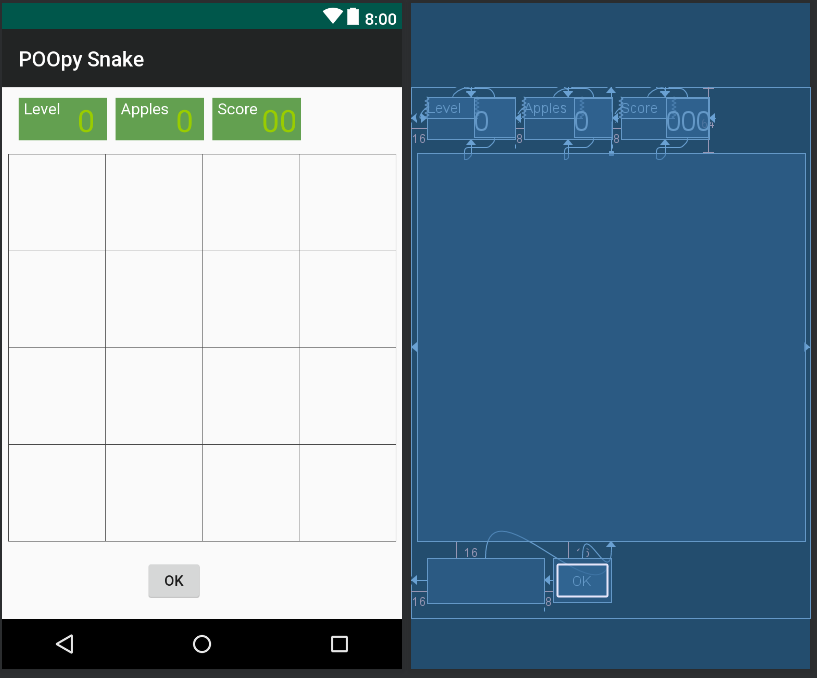 8:00
POOpy Snake
Level 0 Apples 0 Score 00
OK
Level 0 Apples 0 Score 000
16 8 8
16
16 8
OK